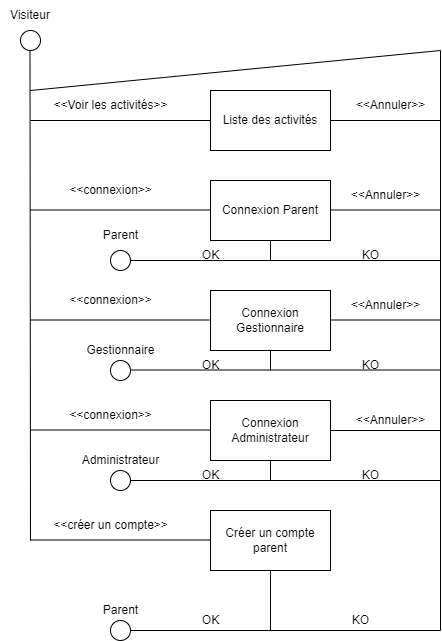 Visiteur
<<Voir les activités>>
Liste des activités
<<Annuler>>
<<connexion>>
Connexion Parent
<<Annuler>>
Parent
OK
KO
<<connexion>>
Connexion
Gestionnaire
<<Annuler>>
Gestionnaire
OK
KO
<<connexion>>
Connexion
Administrateur
<<Annuler>>
Administrateur
OK
KO
<<créer un compte>>
Créer un compte
parent
Parent
OK
KO